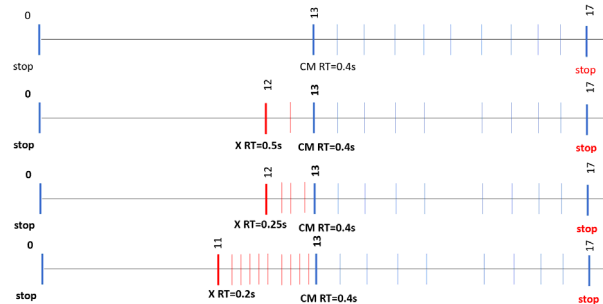 0 13 17
stop CM RT=0.4s stop
0 12 13 17
stop X RT=0.5s CM RT=0.4s stop
0 12 13 17
stop X RT=0.25s CM RT=0.4s stop
0 11 13 17
stop X RT=0.2s CM RT=0.4s stop